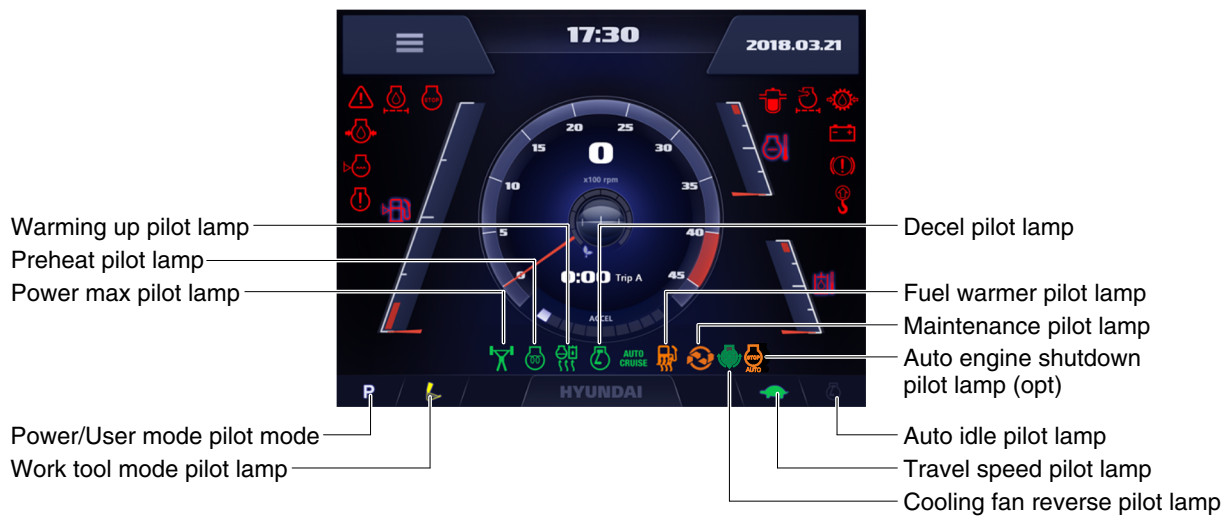 17:30
2018.03.21
STOP
20 25
15 30
0
x100 rpm
10 35
5 40
0 45
0:00 Trip A
ACCEL
AUTO
CRUISE
STOP
AUTO
P
HYUNDAI
Warming up pilot lamp
Preheat pilot lamp
Power max pilot lamp
Power/User mode pilot mode
Work tool mode pilot lamp
Decel pilot lamp
Fuel warmer pilot lamp
Maintenance pilot lamp
Auto engine shutdown
pilot lamp (opt)
Auto idle pilot lamp
Travel speed pilot lamp
Cooling fan reverse pilot lamp